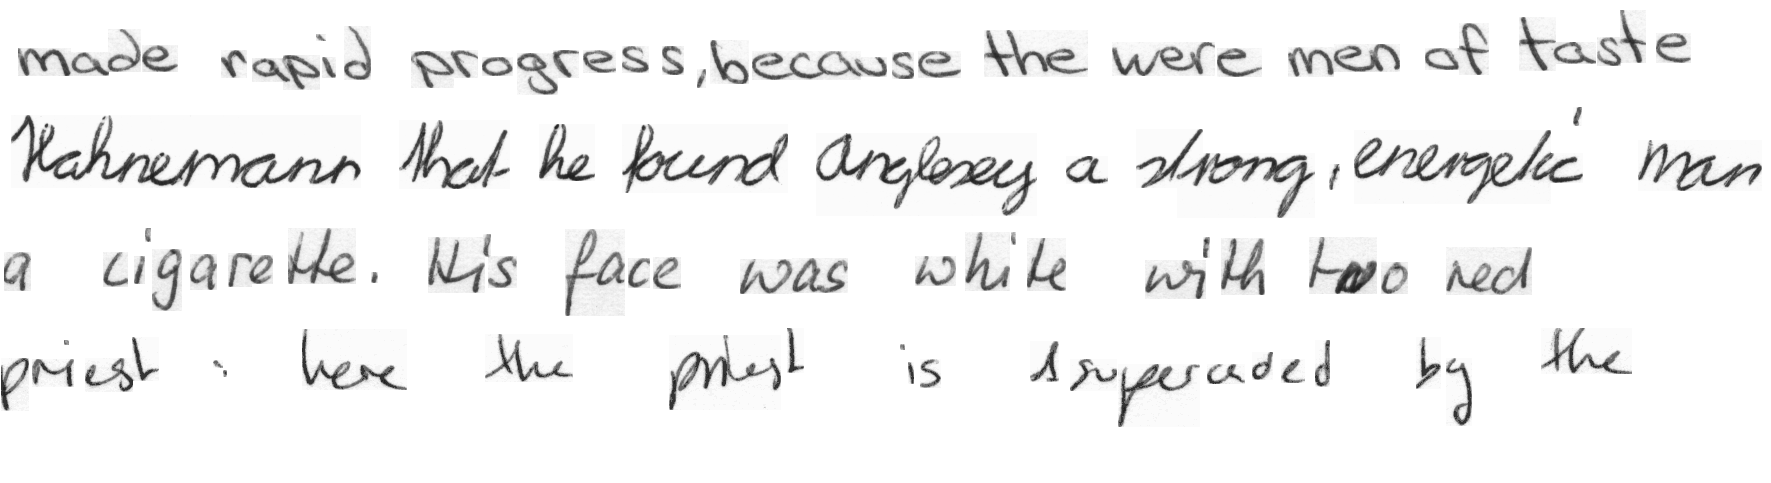 made rapid progress, because the were men of taste
Hahnemann that he found Anglesey a strong, energetic man
a cigarette. His face was white with two red
priest : here the priest is superceded by the